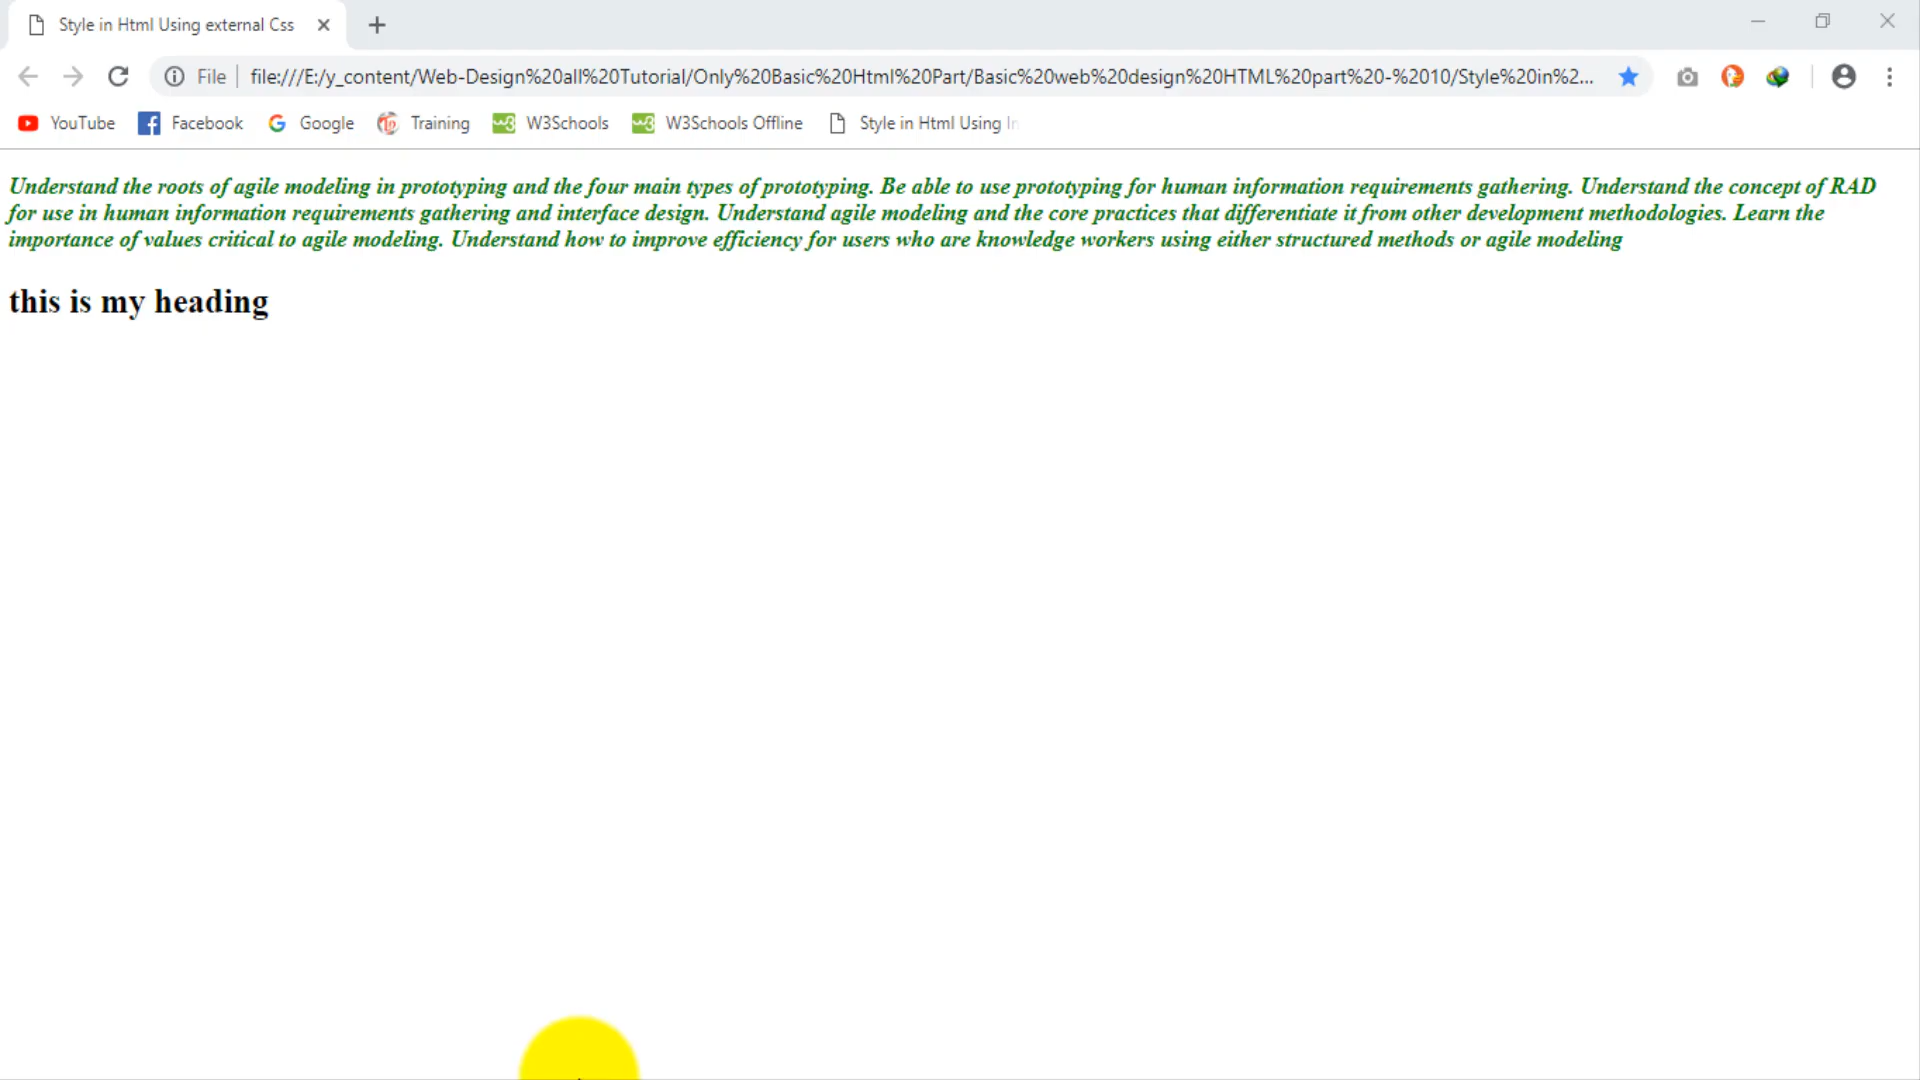 Style in Html Using external Css
File file:///E:/y_content/Web-Design%20all%20Tutorial/Only%20Basic%20Html%20Part/Basic%20web%20design%20HTML%20part%20-%2010/Style%20in%2...
YouTube Facebook Google Training W3Schools W3Schools Offline Style in Html Using In
Understand the roots of agile modeling in prototyping and the four main types of prototyping. Be able to use prototyping for human information requirements gathering. Understand the concept of RAD
for use in human information requirements gathering and interface design. Understand agile modeling and the core practices that differentiate it from other development methodologies. Learn the
importance of values critical to agile modeling. Understand how to improve efficiency for users who are knowledge workers using either structured methods or agile modeling
this is my heading